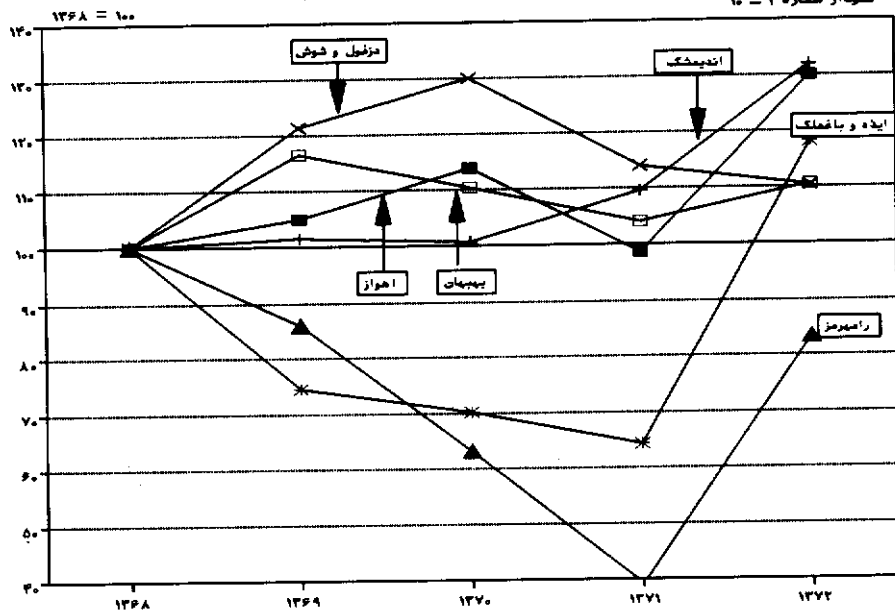 ۱۳۶۸ = ۱۰۰
۱۴۰
۱۳۰
۱۲۰
۱۱۰
۱۰۰
۹۰
۸۰
۷۰
۶۰
۵۰
۴۰
دزفول و شوش
اندیمشک
ایذه و باغملک
اهواز
بهبهان
رامهرمز
۱۳۶۸ ۱۳۶۹ ۱۳۷۰ ۱۳۷۱ ۱۳۷۲